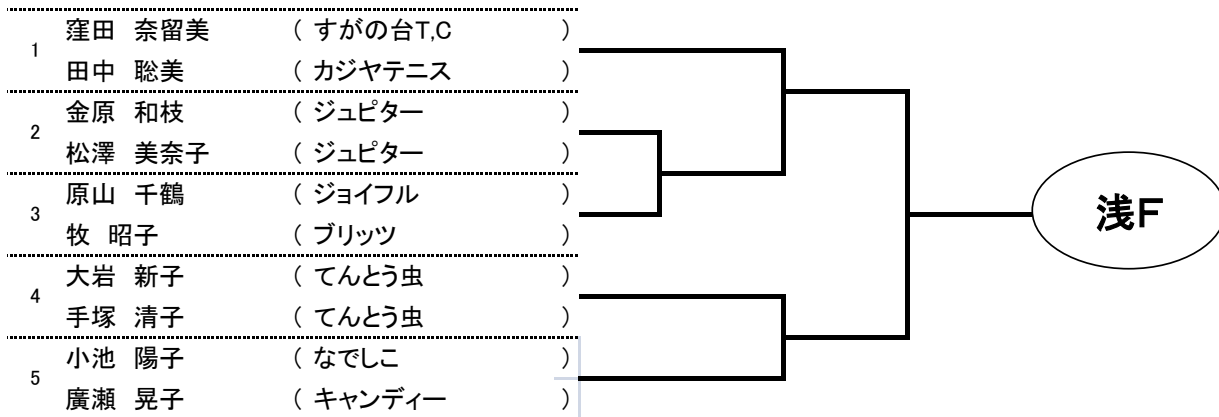 1
窪田 奈留美 ( すがの台T,C )
田中 聡美 ( カジヤテニス )
2
金原 和枝 ( ジュピター )
松澤 美奈子 ( ジュピター )
3
原山 千鶴 ( ジョイフル )
牧 昭子 ( ブリッツ )
4
大岩 新子 ( てんとう虫 )
手塚 清子 ( てんとう虫 )
5
小池 陽子 ( なでしこ )
廣瀬 晃子 ( キャンディー )
浅F